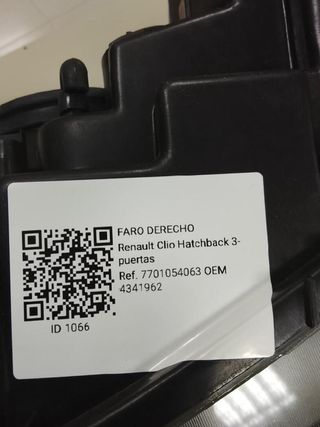 FARO DERECHO
Renault Clio Hatchback 3-
puertas
Ref. 7701054063 OEM
4341962
ID 1066